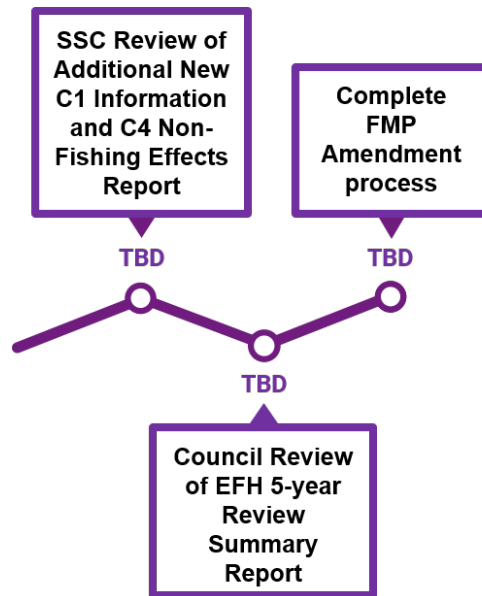 SSC Review of
Additional New
C1 Information
and C4 Non-
Fishing Effects
Report
TBD
Council Review
of EFH 5-year
Review
Summary
Report
TBD
Complete
FMP
Amendment
process
TBD